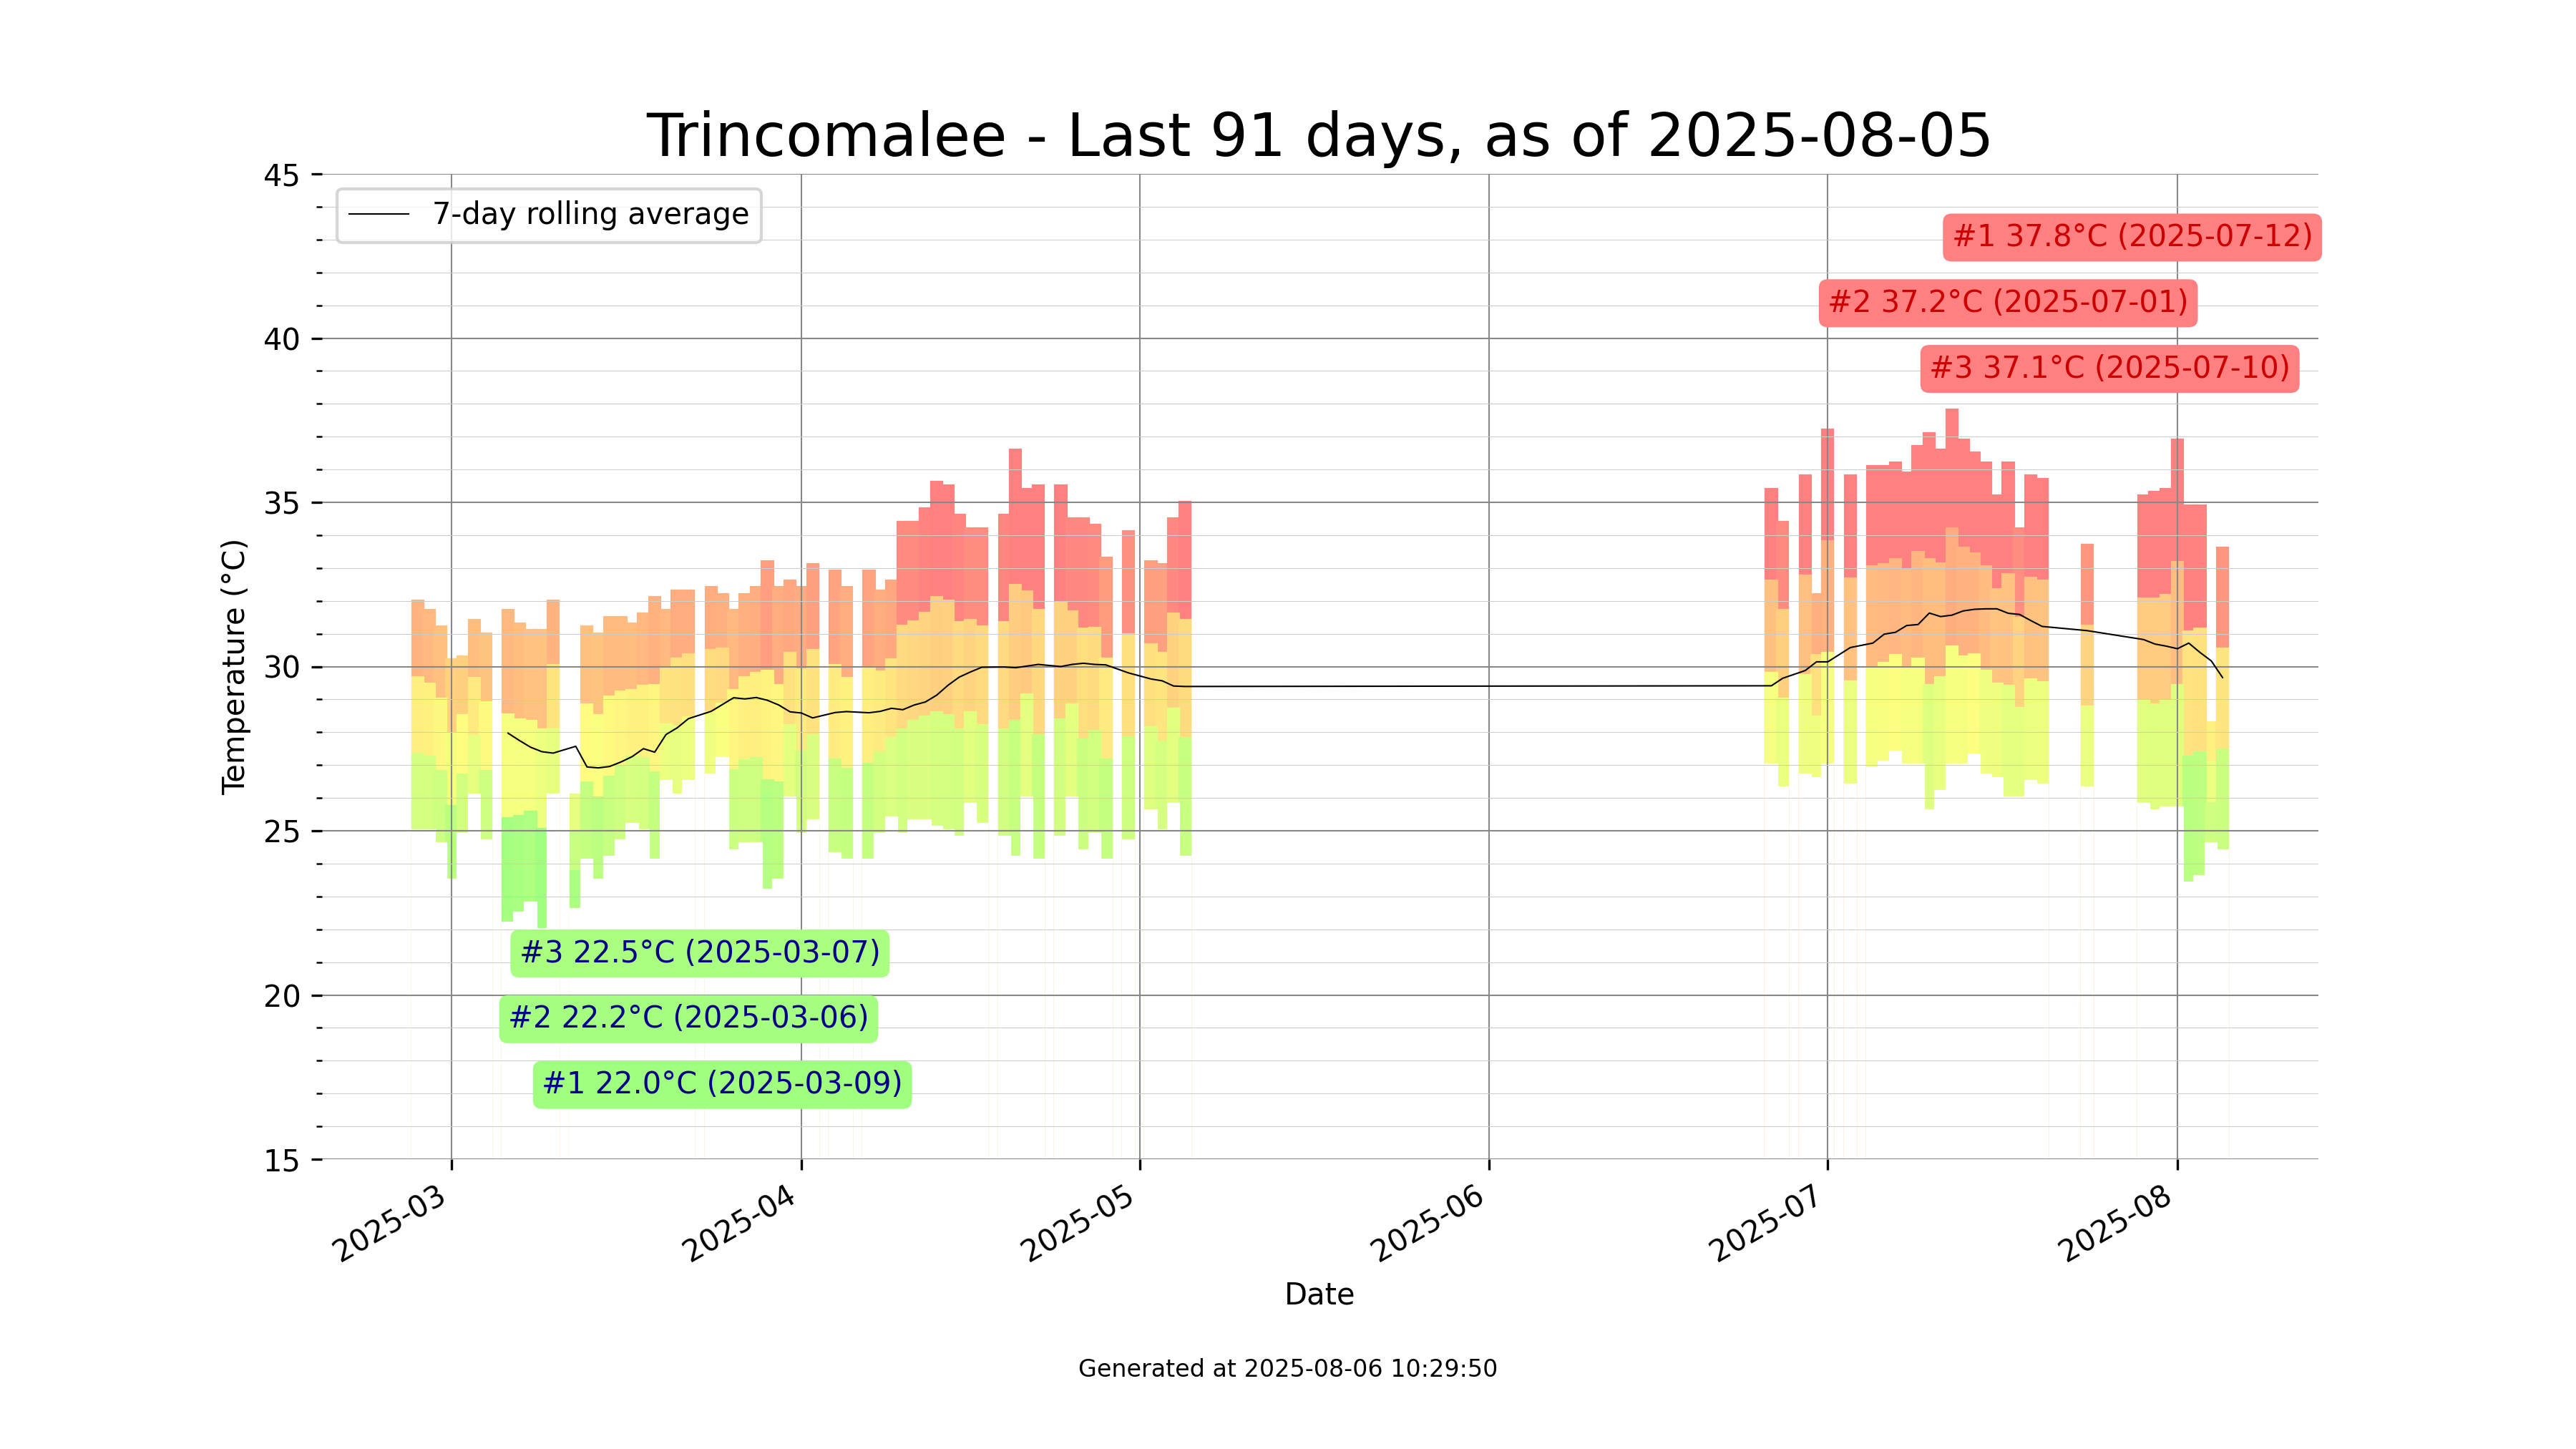 Trincomalee - Last 91 days, as of 2025-08-05
45
40
35
30
25
20
15
Temperature (°C)
7-day rolling average
#1 37.8°C (2025-07-12)
#2 37.2°C (2025-07-01)
#3 37.1°C (2025-07-10)
#3 22.5°C (2025-03-07)
#2 22.2°C (2025-03-06)
#1 22.0°C (2025-03-09)
2025-03
2025-04
2025-05
2025-06
2025-07
2025-08
Date
Generated at 2025-08-06 10:29:50